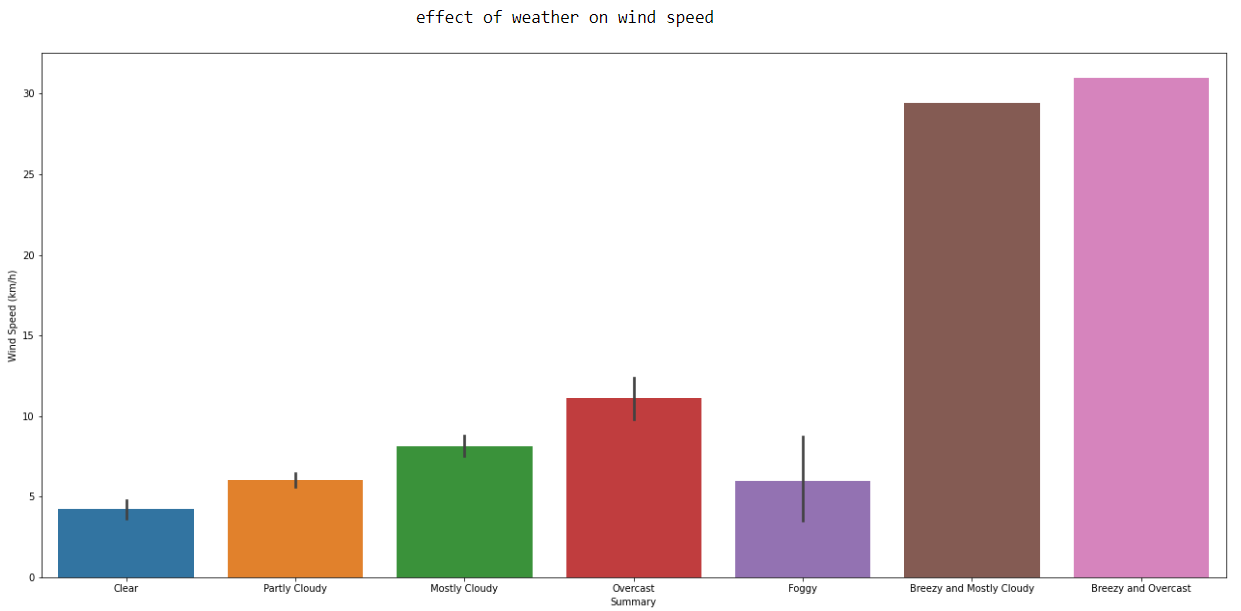 effect of weather on wind speed
Wind Speed (km/h)
30
25
20
15
10
5
0
Clear Partly Cloudy Mostly Cloudy Overcast Foggy Breezy and Mostly Cloudy Breezy and Overcast
Summary